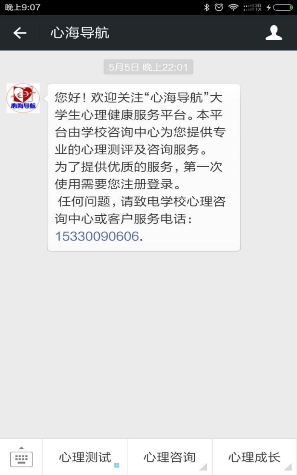 晚上9:07
心海导航
5月5日 晚上22:01
心海导航
您好！欢迎关注“心海导航”大
学生心理健康服务平台。本平
台由学校咨询中心为您提供专
业的心理测评及咨询服务。
为了提供优质的服务，第一次
使用需要您注册登录。
任何问题，请致电学校心理咨
询中心或客户服务电话：
15330090606.
心理测试
心理咨询
心理成长